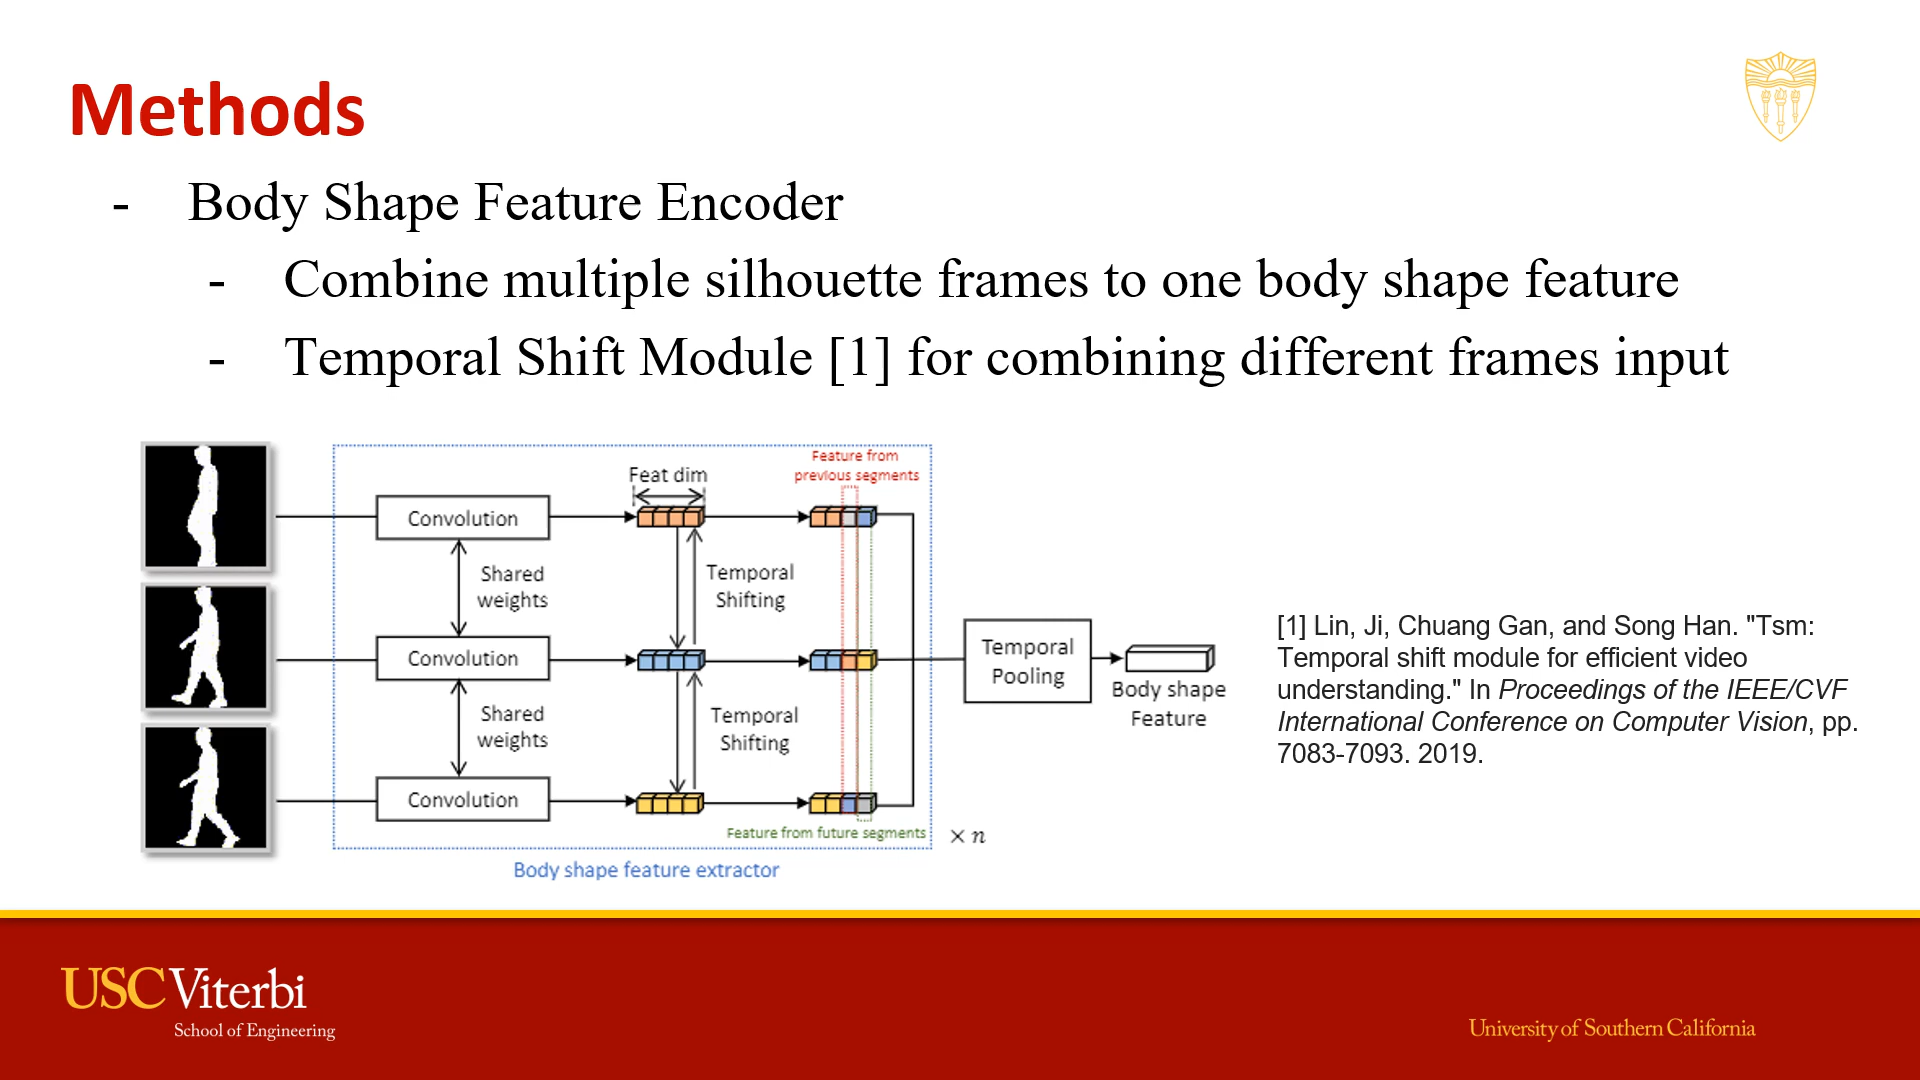 Methods
- Body Shape Feature Encoder
- Combine multiple silhouette frames to one body shape feature
- Temporal Shift Module [1] for combining different frames input
Feature from
previous segments
Feat dim
Convolution
Shared
weights
Temporal
Shifting
Convolution
Temporal
Pooling
Body shape
Feature
Shared
weights
Temporal
Shifting
Convolution
Feature from future segments
× n
Body shape feature extractor
[1] Lin, Ji, Chuang Gan, and Song Han. "Tsm:
Temporal shift module for efficient video
understanding." In Proceedings of the IEEE/CVF
International Conference on Computer Vision, pp.
7083-7093. 2019.
USC Viterbi
School of Engineering
University of Southern California